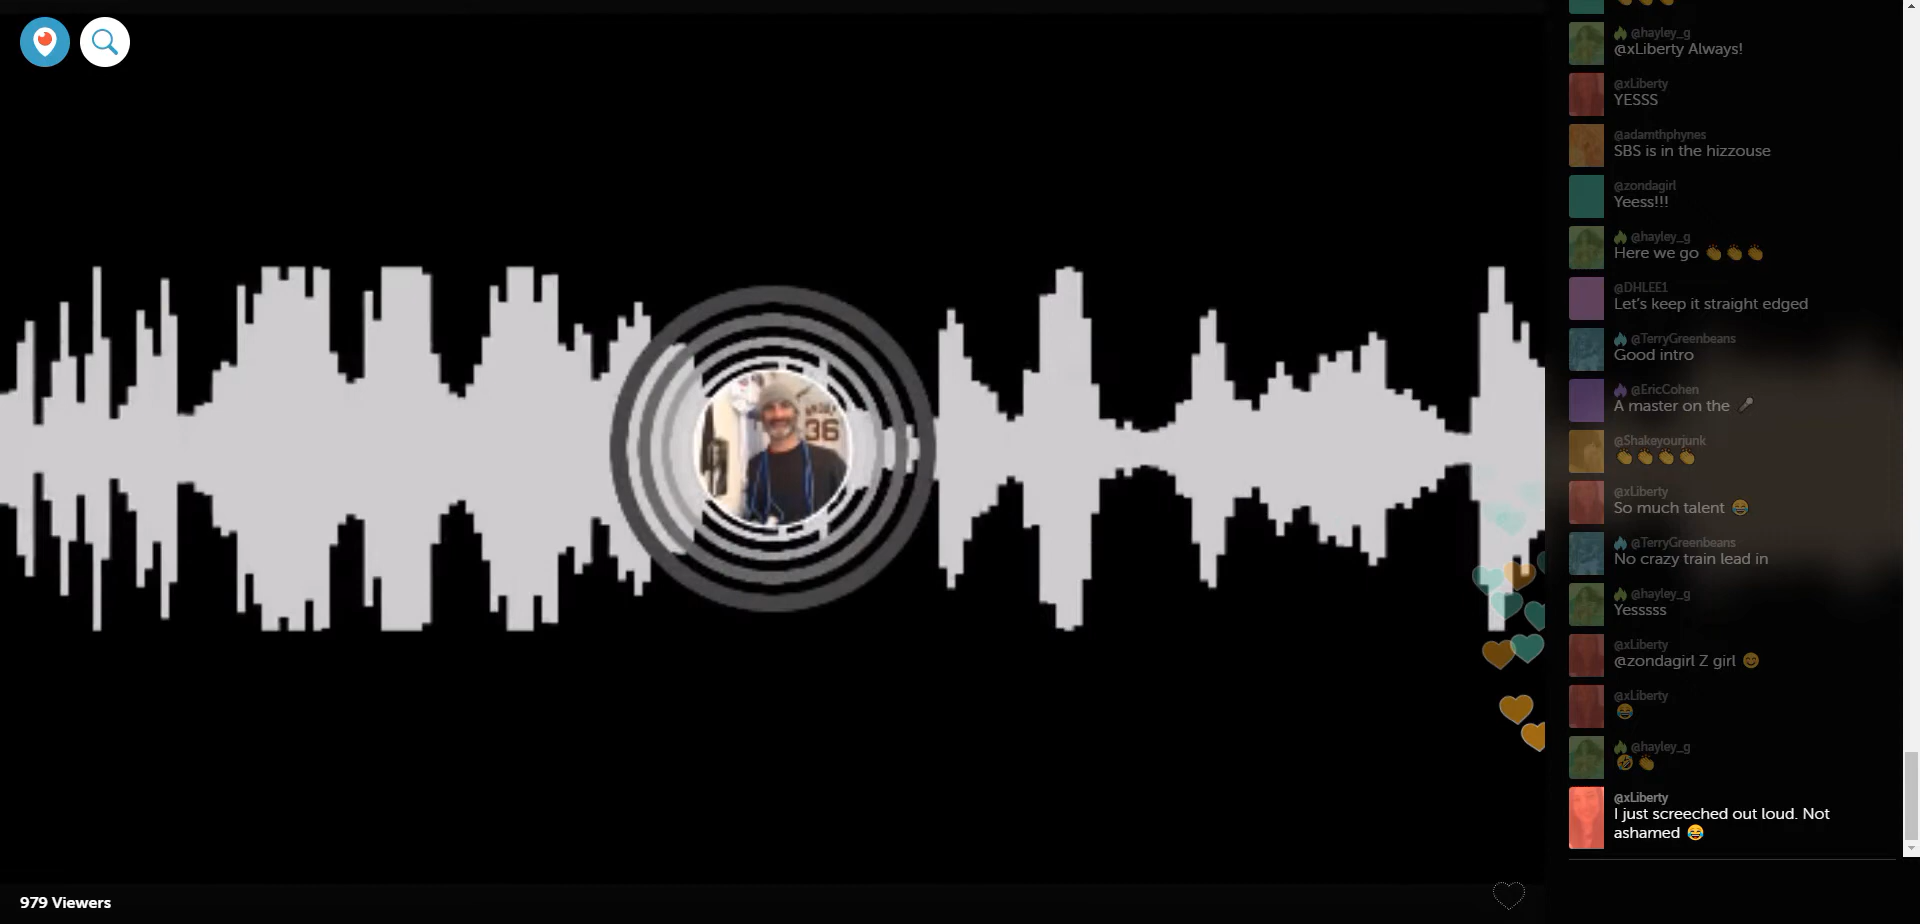 @hayley_g
@xLiberty Always!
@xLiberty
YESSS
@adamthphynes
SBS is in the hizzouse
@zondagirl
Yeess!!!
@hayley_g
Here we go 👏 👏 👏
@DHLEE1
Let's keep it straight edged
@TerryGreenbeans
Good intro
@EricCohen
A master on the 🎤
@Shakeyourjunk
👏 👏 👏 👏
@xLiberty
So much talent 😂
@TerryGreenbeans
No crazy train lead in
@hayley_g
Yesssss
@xLiberty
@zondagirl Z girl 😊
@xLiberty
😂
@hayley_g
🤣 👏
@xLiberty
I just screeched out loud. Not
ashamed 😂
36
979 Viewers